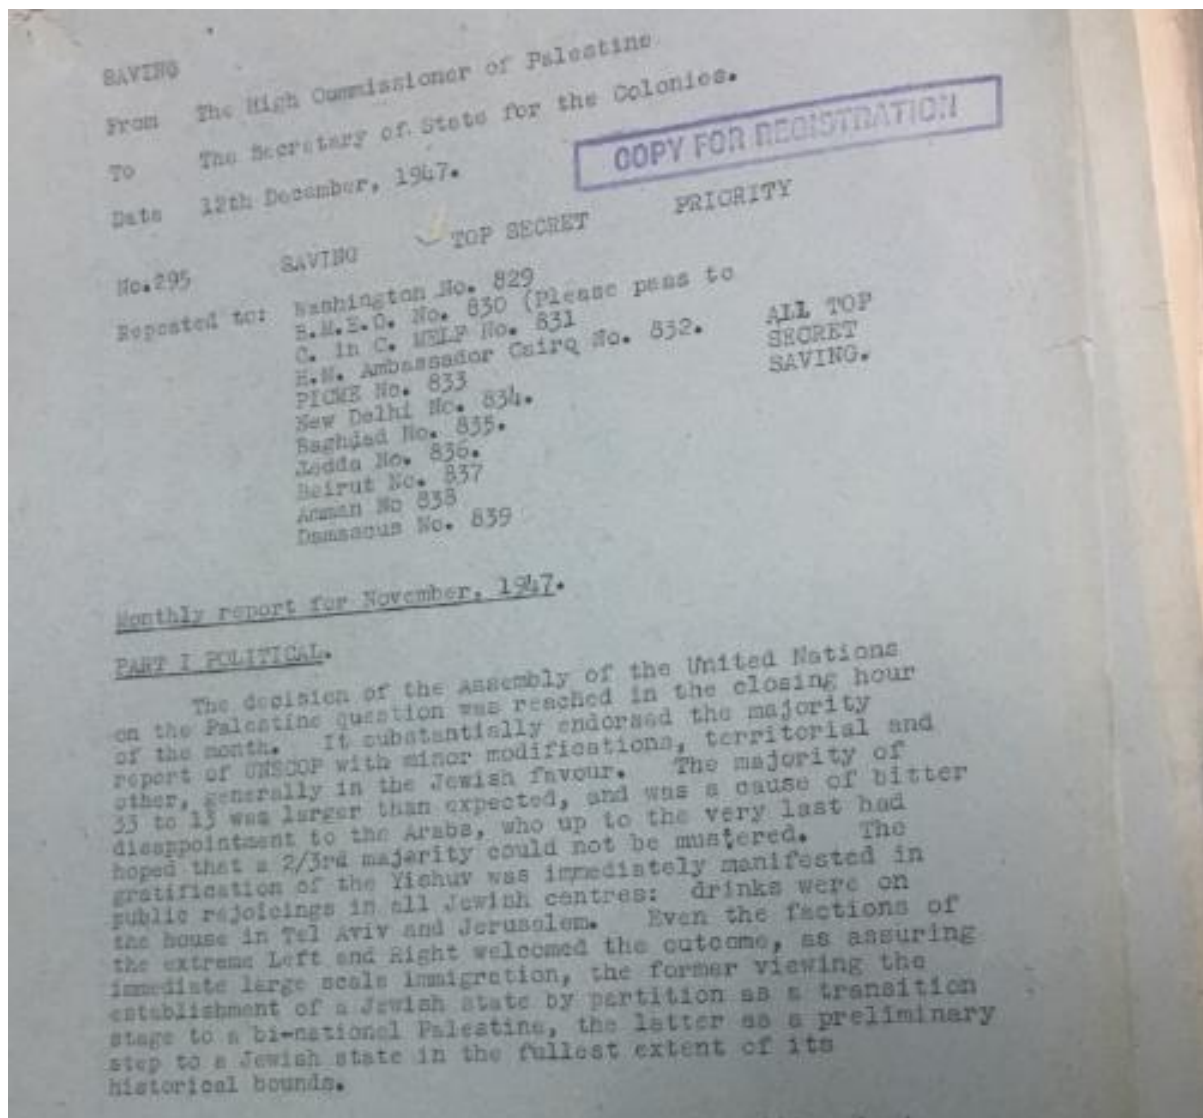 SAVING
From The High Commissioner of Palestine
To The Secretary of State for the Colonies.
Date 12th December, 1947.
COPY FOR REGISTRATION
No.295 SAVING TOP SECRET PRIORITY
Repeated to: Washington No. 829
B.M.E.O. No. 830 (Please pass to
C. in C. MELF No. 831
H.M. Ambassador Cairo No. 832.
PICME No. 833
New Delhi No. 834.
Baghdad No. 835.
Jedda No. 836.
Beirut No. 837
Amman No 838
Damascus No. 839
ALL TOP
SECRET
SAVING.
Monthly report for November, 1947.
PART I POLITICAL.
The decision of the Assembly of the United Nations
on the Palestine question was reached in the closing hour
of the month. It substantially endorsed the majority
report of UNSCOP with minor modifications, territorial and
other, generally in the Jewish favour. The majority of
33 to 13 was larger than expected, and was a cause of bitter
disappointment to the Arabs, who up to the very last had
hoped that a 2/3rd majority could not be mustered. The
gratification of the Yishuv was immediately manifested in
public rejoicings in all Jewish centres: drinks were on
the house in Tel Aviv and Jerusalem. Even the factions of
the extreme Left and Right welcomed the outcome, as assuring
immediate large scale immigration, the former viewing the
establishment of a Jewish state by partition as a transition
stage to a bi-national Palestine, the latter as a preliminary
step to a Jewish state in the fullest extent of its
historical bounds.